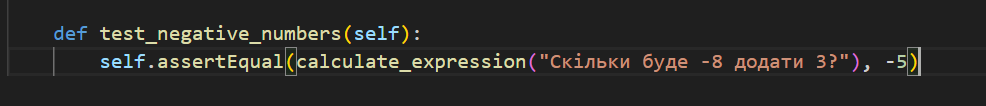 def test_negative_numbers(self):
self.assertEqual(calculate_expression("Скільки буде -8 додати 3?"), -5)